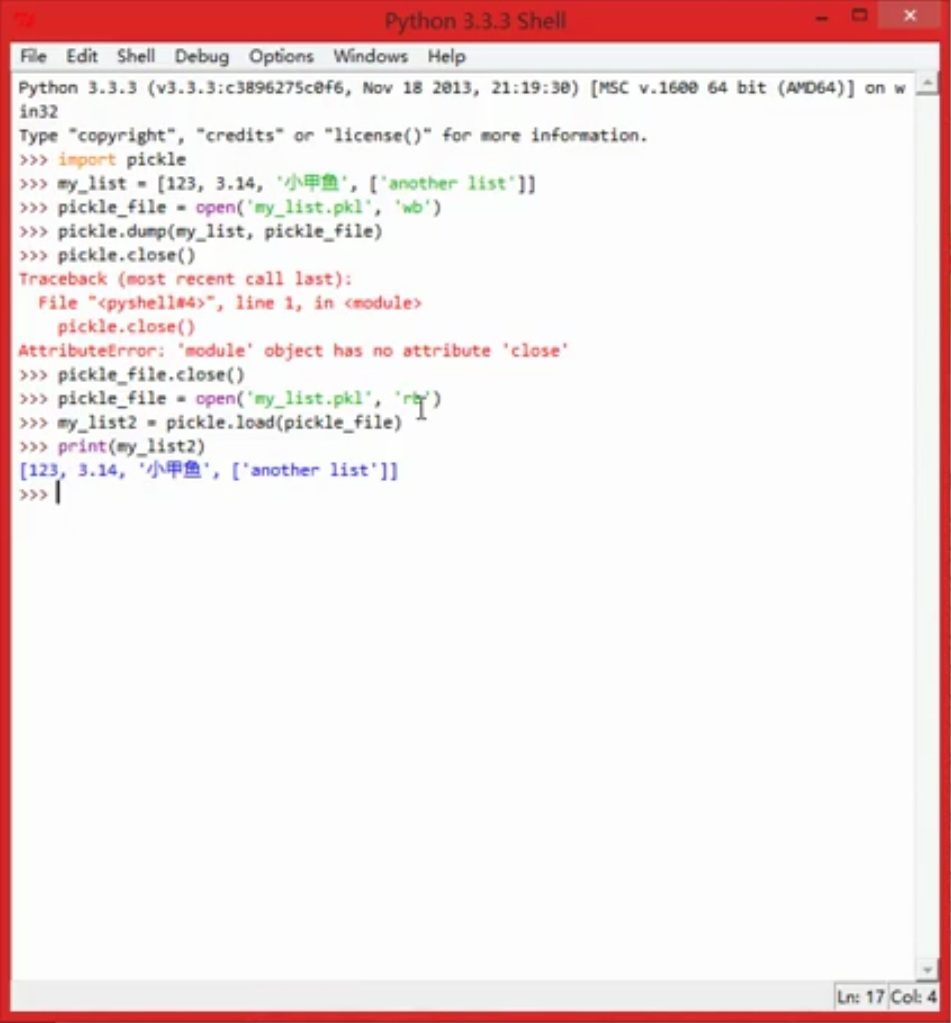 Python 3.3.3 Shell
File Edit Shell Debug Options Windows Help
Python 3.3.3 (v3.3.3:c3896275c0f6, Nov 18 2013, 21:19:30) [MSC v.1600 64 bit (AMD64)] on w
in32
Type "copyright", "credits" or "license()" for more information.
>>> import pickle
>>> my_list = [123, 3.14, '小甲鱼', ['another list']]
>>> pickle_file = open('my_list.pkl', 'wb')
>>> pickle.dump(my_list, pickle_file)
>>> pickle.close()
Traceback (most recent call last):
  File "<pyshell#4>", line 1, in <module>
    pickle.close()
AttributeError: 'module' object has no attribute 'close'
>>> pickle_file.close()
>>> pickle_file = open('my_list.pkl', 'rb')
>>> my_list2 = pickle.load(pickle_file)
>>> print(my_list2)
[123, 3.14, '小甲鱼', ['another list']]
>>>
Ln: 17 Col: 4